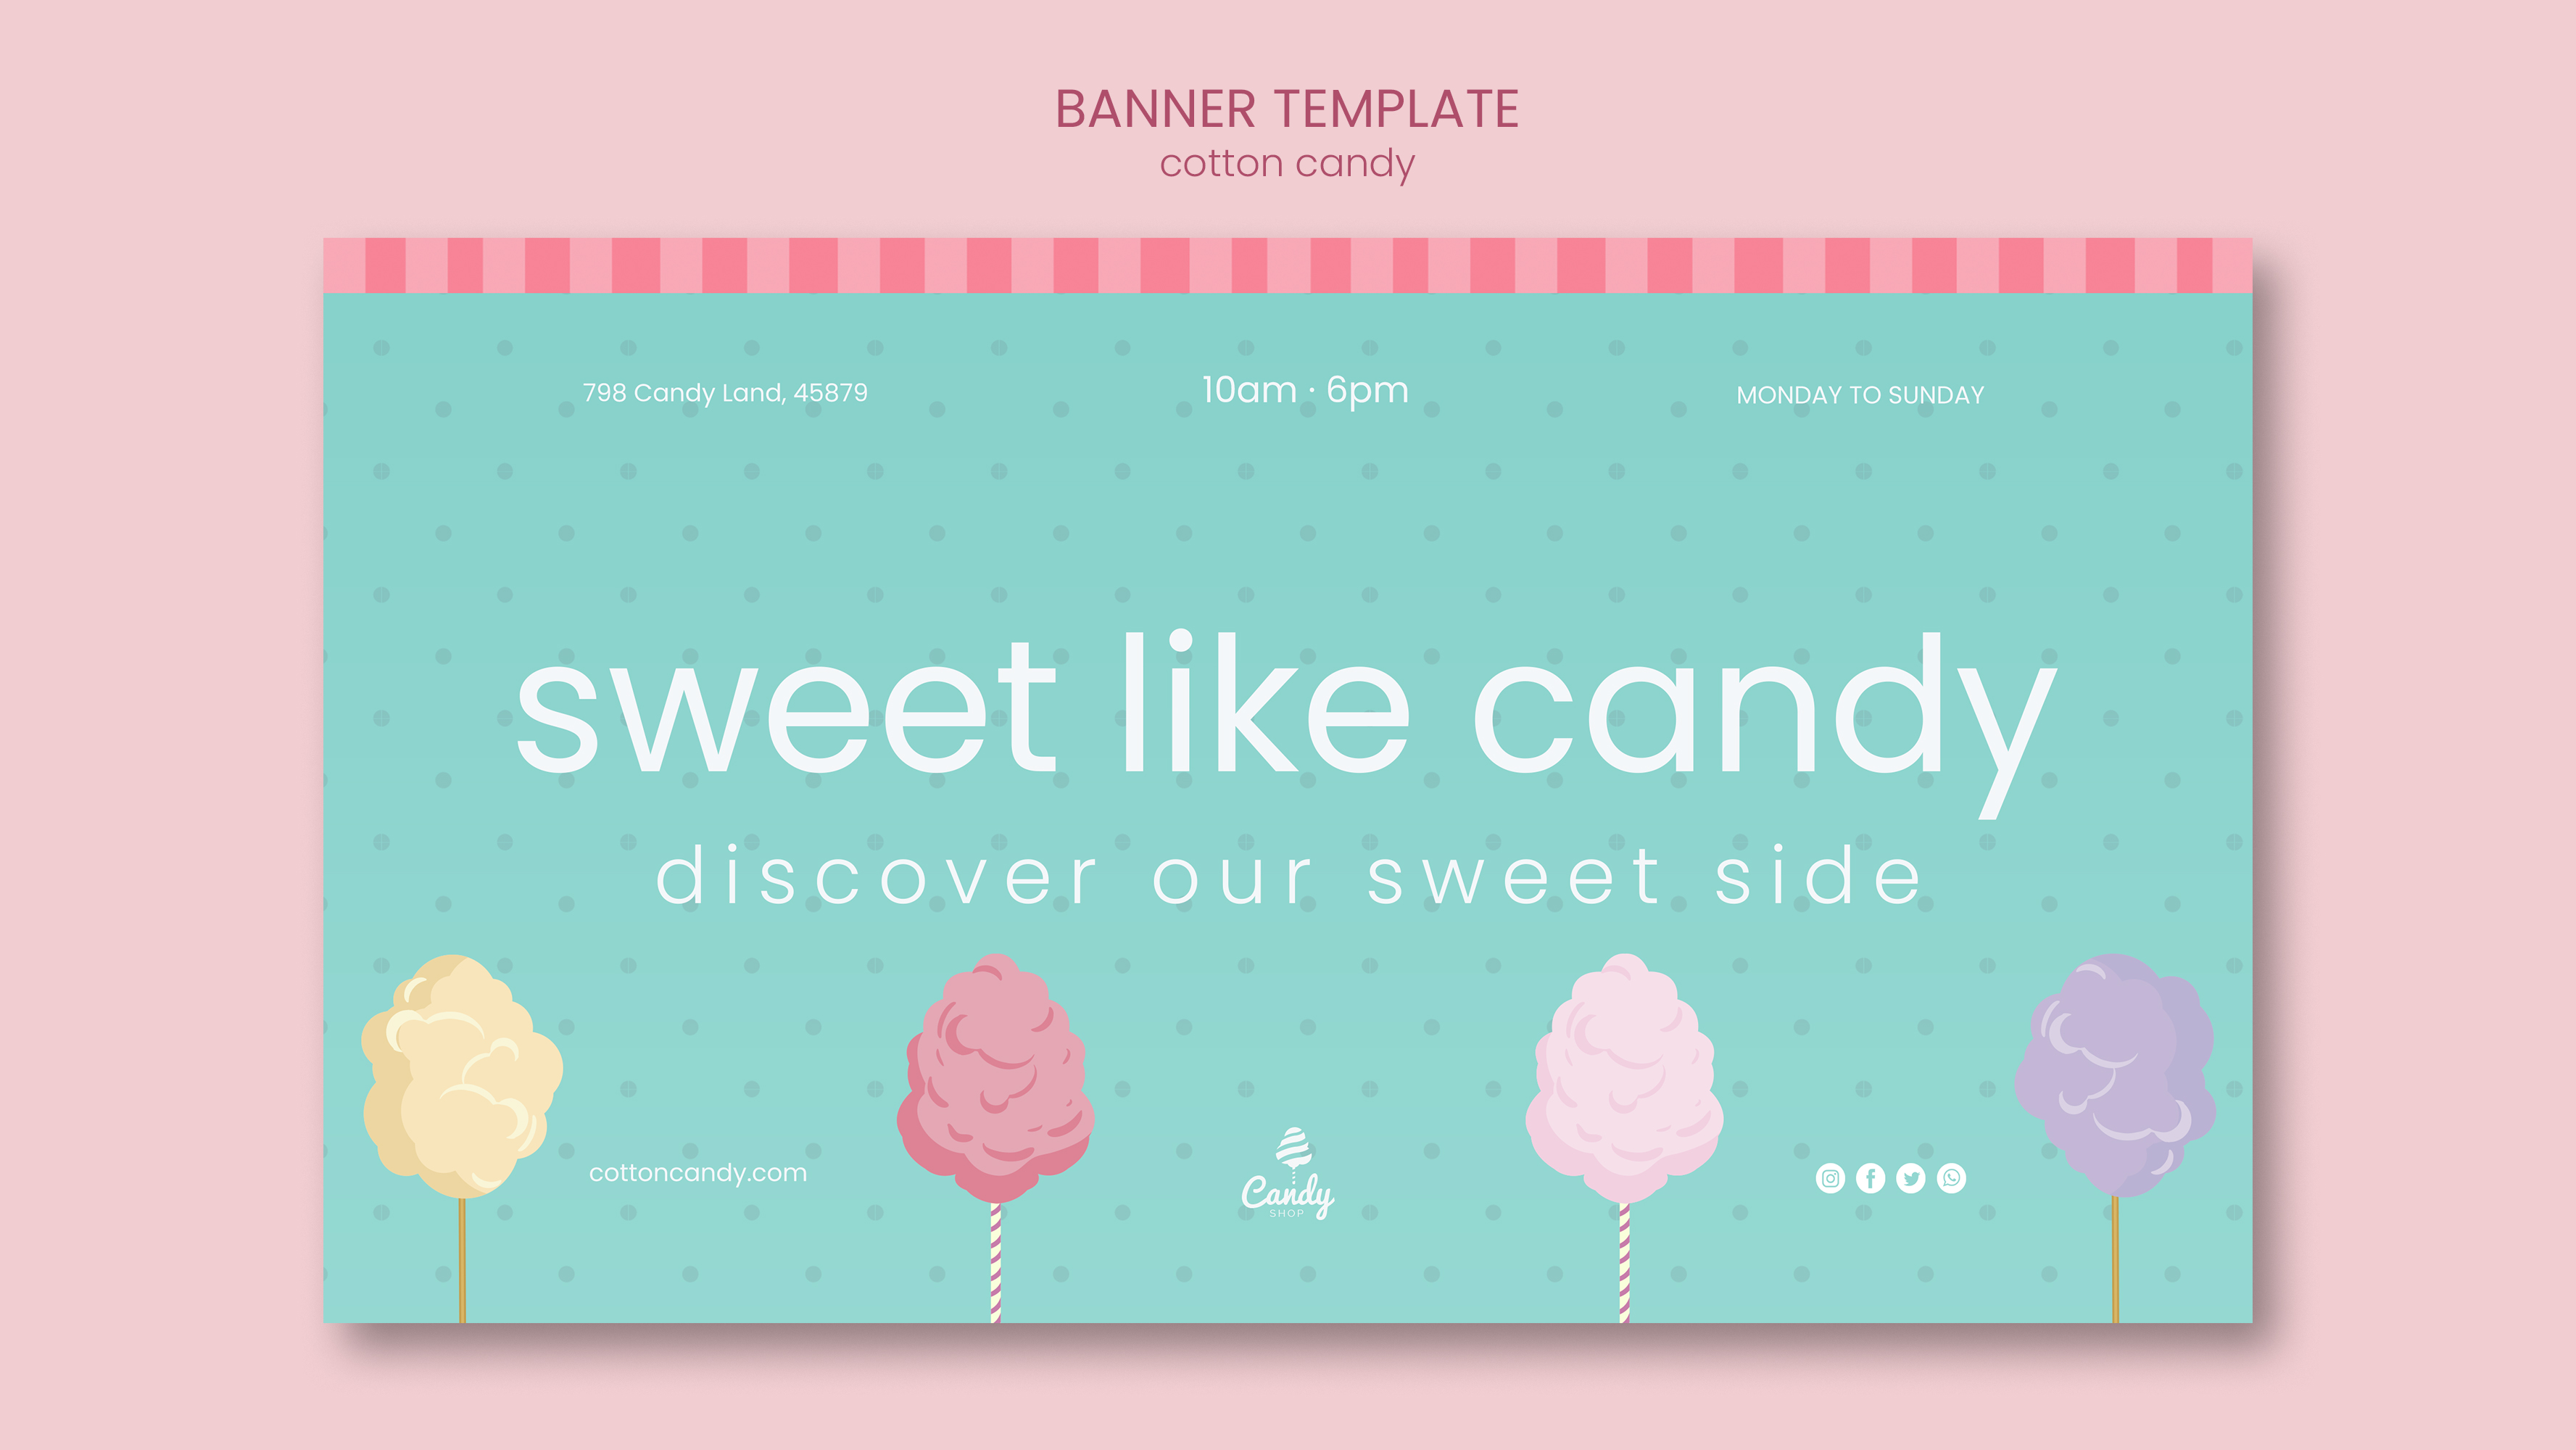 BANNER TEMPLATE
cotton candy
798 Candy Land, 45879
10am · 6pm
MONDAY TO SUNDAY
sweet like candy
discover our sweet side
cottoncandy.com
Candy
SHOP